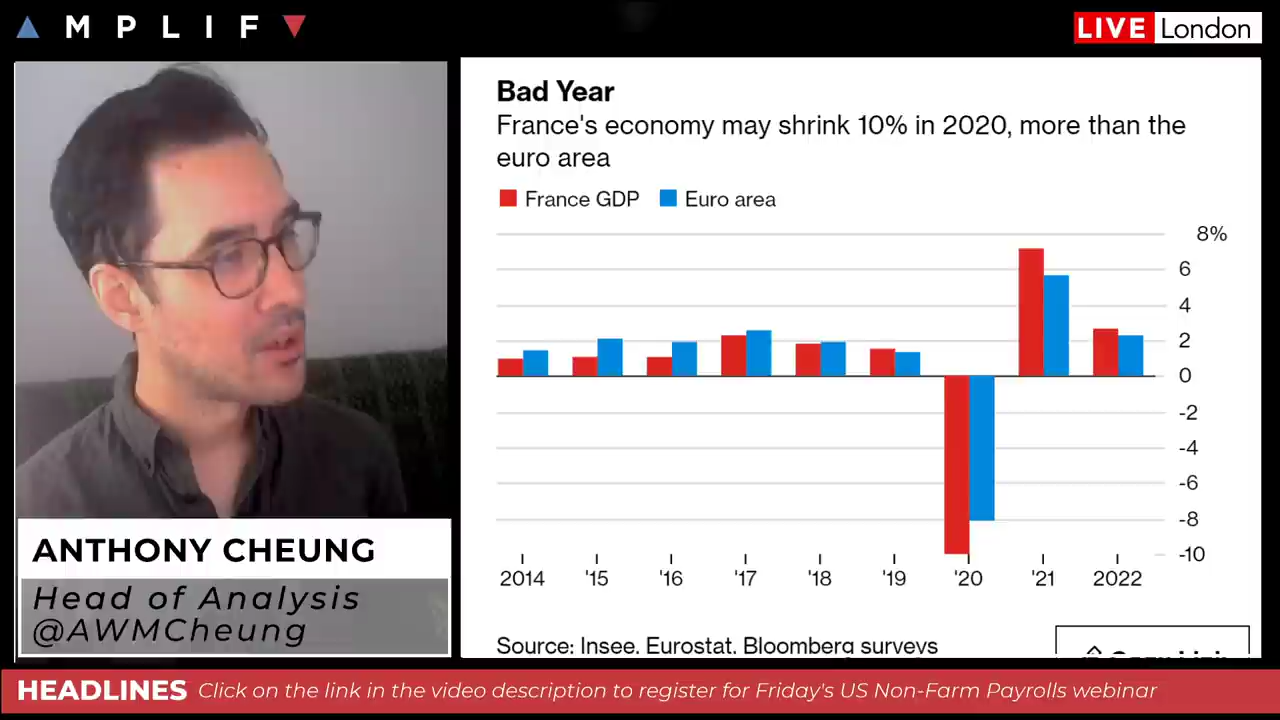 MPLIF
LIVE London
Bad Year
France's economy may shrink 10% in 2020, more than the
euro area
France GDP
Euro area
8%
6
4
2
0
-2
-4
-6
-8
-10
2014 '15 '16 '17 '18 '19 '20 '21 2022
Source: Insee, Eurostat, Bloomberg surveys
ANTHONY CHEUNG
Head of Analysis
@AWMCheung
HEADLINES Click on the link in the video description to register for Friday's US Non-Farm Payrolls webinar